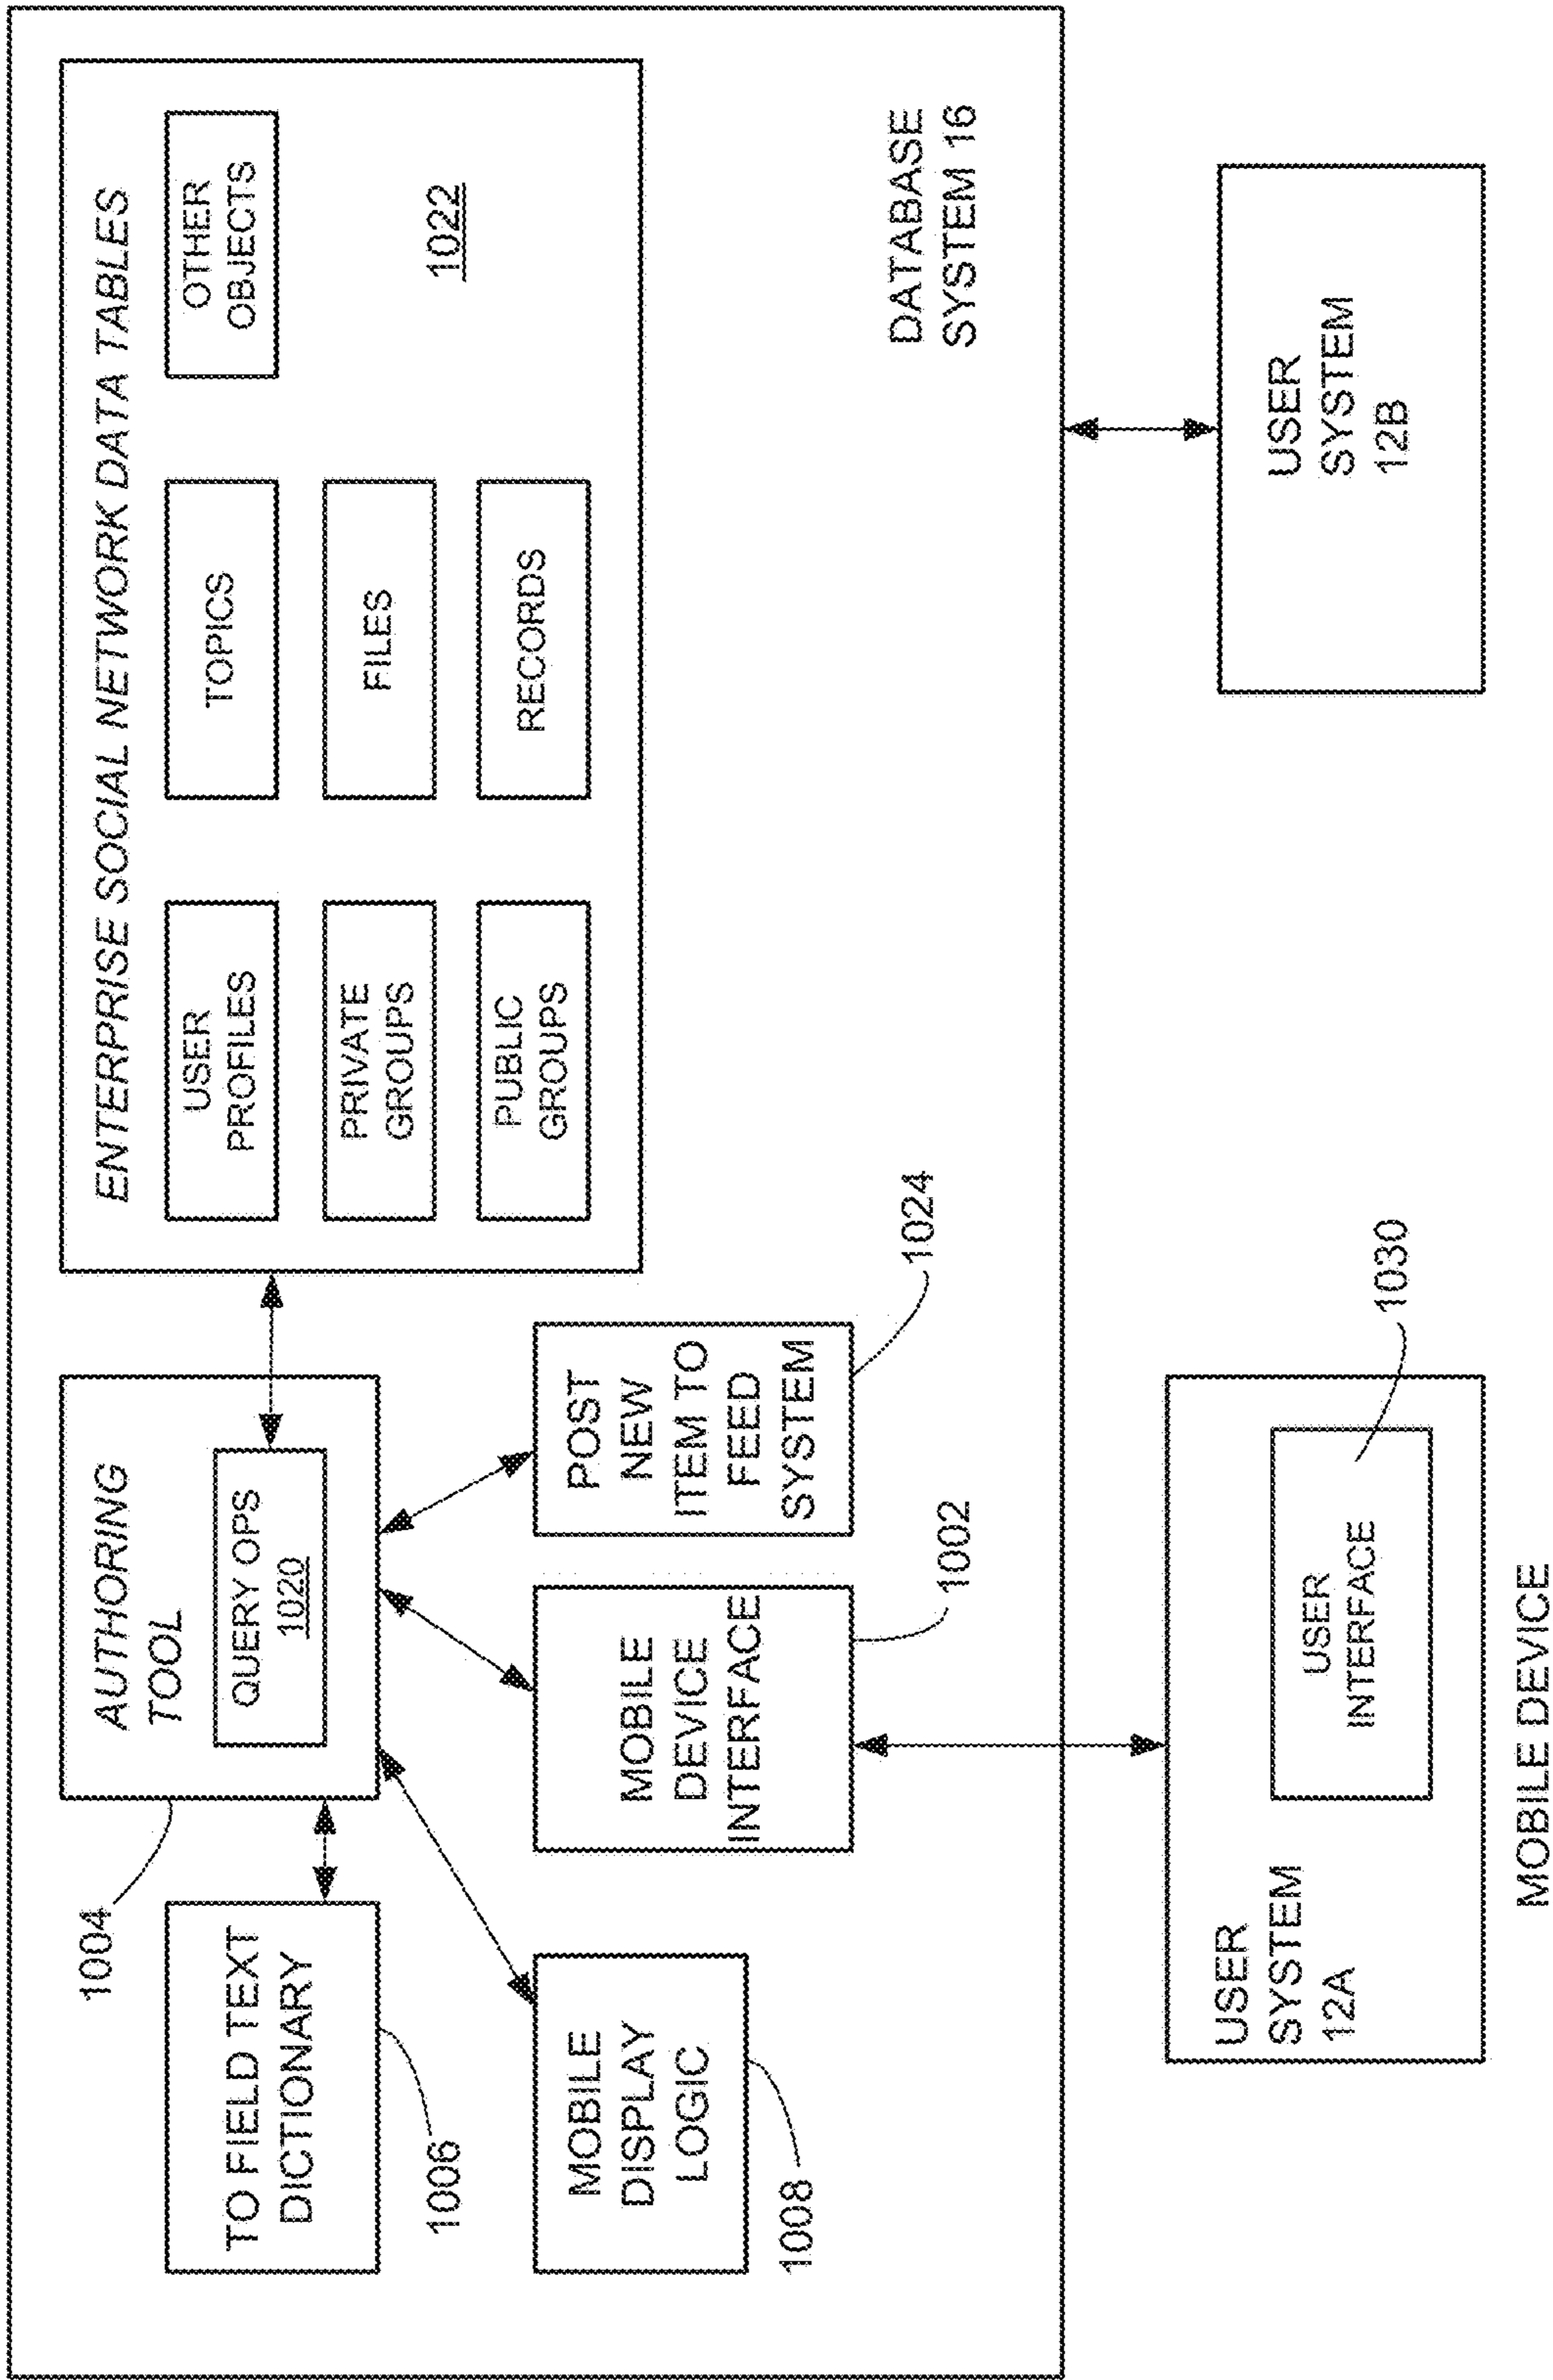 1004
TO FIELD TEXT
DICTIONARY
1006
AUTHORING
TOOL
QUERY OPS
1020
ENTERPRISE SOCIAL NETWORK DATA TABLES
USER
PROFILES
TOPICS
OTHER
OBJECTS
PRIVATE
GROUPS
FILES
1022
PUBLIC
GROUPS
RECORDS
MOBILE
DISPLAY
LOGIC
1008
MOBILE
DEVICE
INTERFACE
1002
POST
NEW
ITEM TO
FEED
SYSTEM
1024
DATABASE
SYSTEM 16
USER
SYSTEM
12A
USER
INTERFACE
1030
MOBILE DEVICE
USER
SYSTEM
12B